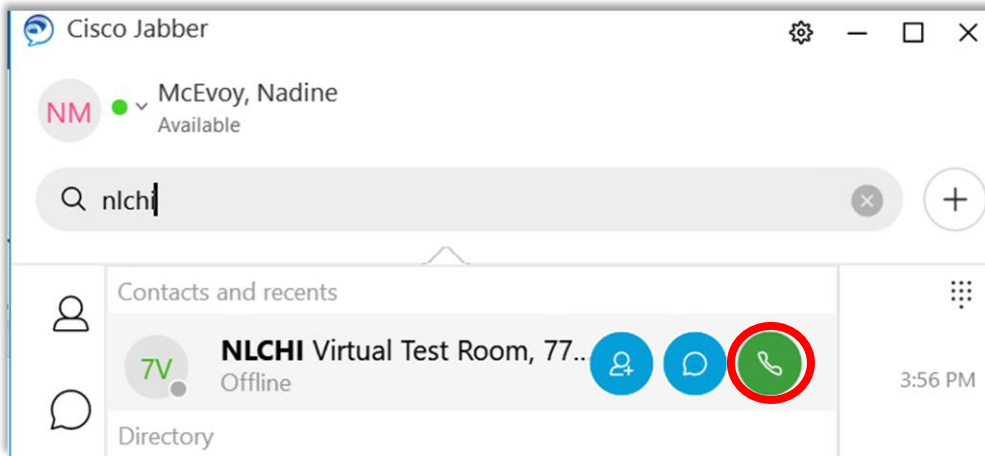 Cisco Jabber
NM
McEvoy, Nadine
Available
nlchi
Contacts and recents
7V
NLCHI Virtual Test Room, 77...
Offline
3:56 PM
Directory